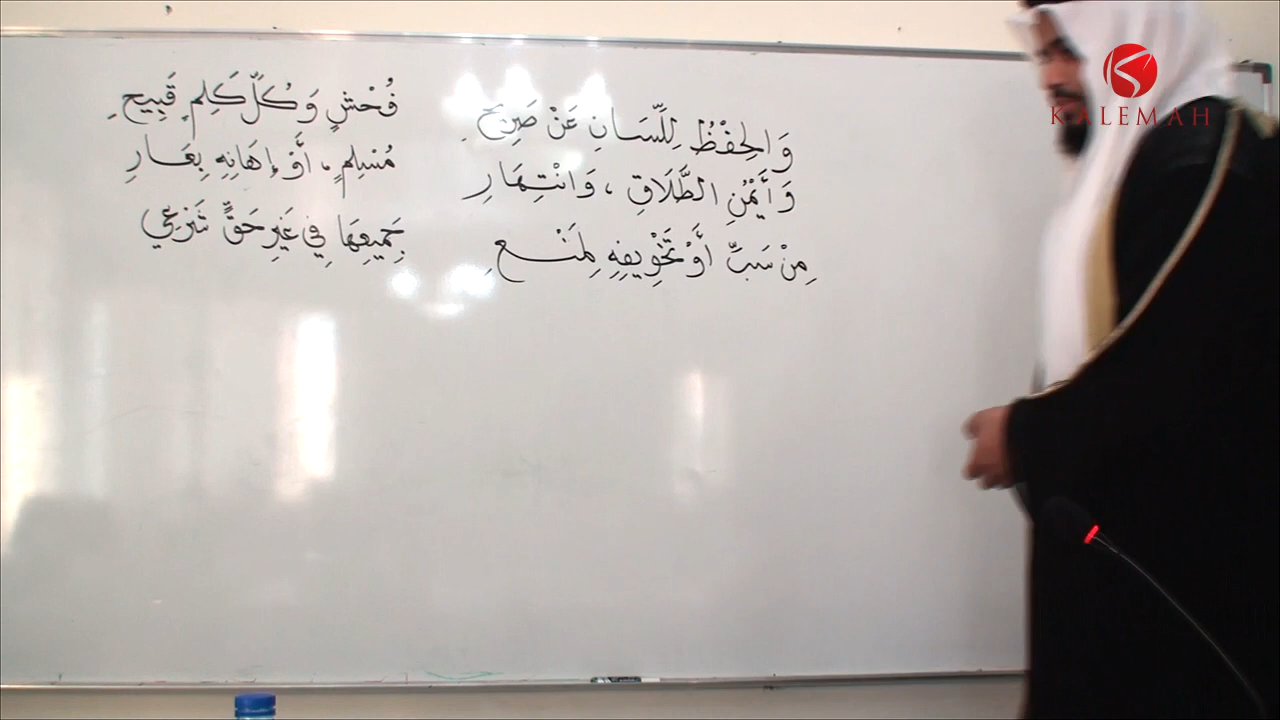 وَالحِفْظُ لِلِّسَانِ عَنْ صَرِيحِ فُحْشٍ وَكُلِّ كَلِمٍ قَبِيحِ
وَأَيْمُنِ الطَّلَاقِ ، وَانْتِهَارِ مُسْلِمٍ ، أَوْ إِهَانِهِ بِعَارِ
مِنْ سَبِّ أَوْ تَخْوِيفِهِ لِمَنْعِ جَمِيعِهَا فِي غَيْرِ حَقٍّ شَرْعِي
KALEMAH